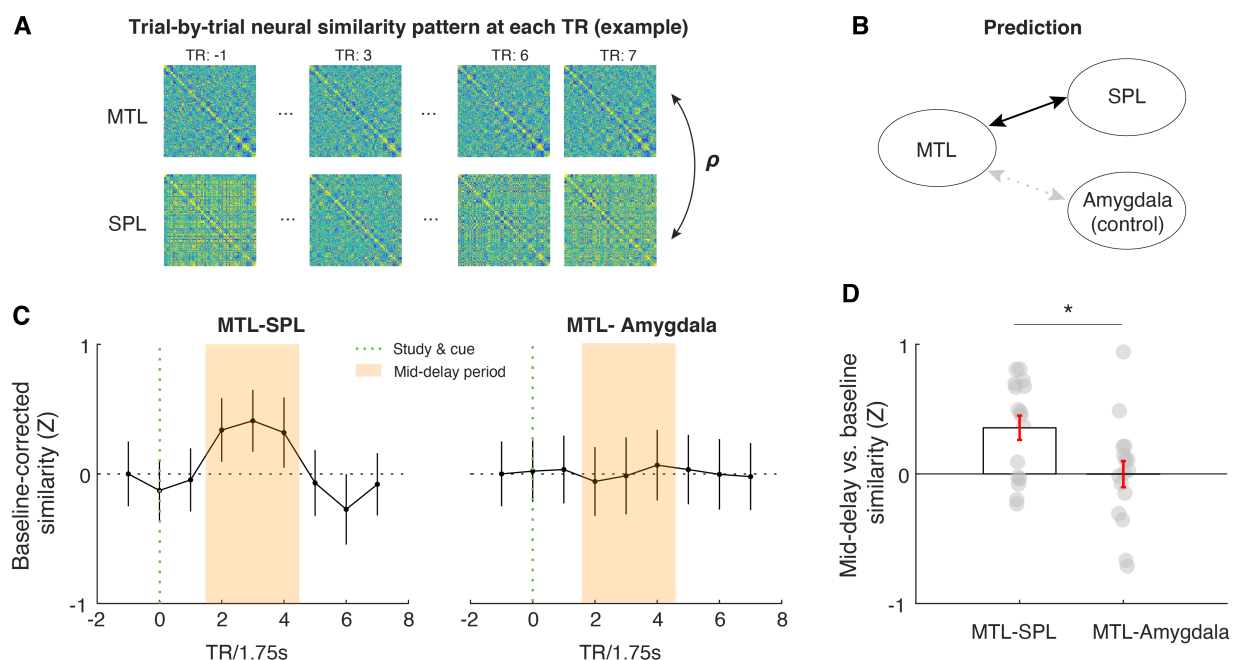 A
Trial-by-trial neural similarity pattern at each TR (example)
TR: -1
TR: 3
TR: 6
TR: 7
MTL
...
...
SPL
...
...
ρ
B
Prediction
MTL
SPL
Amygdala
(control)
C
MTL-SPL
Study & cue
Mid-delay period
Baseline-corrected
similarity (Z)
1
0
-1
-2
0
2
4
6
8
TR/1.75s
MTL- Amygdala
-2
0
2
4
6
8
TR/1.75s
D
*
Mid-delay vs. baseline
similarity (Z)
1
0
-1
MTL-SPL
MTL-Amygdala